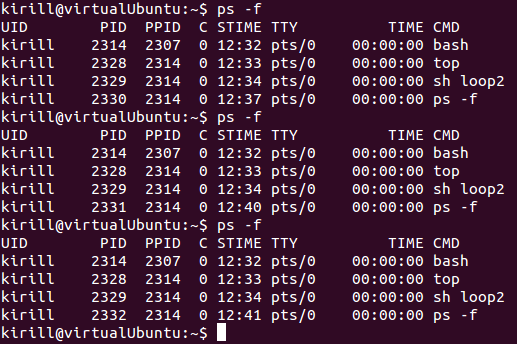 kirill@virtualUbuntu:~$ ps -f
UID        PID  PPID  C STIME TTY          TIME CMD
kirill    2314  2307  0 12:32 pts/0    00:00:00 bash
kirill    2328  2314  0 12:33 pts/0    00:00:00 top
kirill    2329  2314  0 12:34 pts/0    00:00:00 sh loop2
kirill    2330  2314  0 12:37 pts/0    00:00:00 ps -f
kirill@virtualUbuntu:~$ ps -f
UID        PID  PPID  C STIME TTY          TIME CMD
kirill    2314  2307  0 12:32 pts/0    00:00:00 bash
kirill    2328  2314  0 12:33 pts/0    00:00:00 top
kirill    2329  2314  0 12:34 pts/0    00:00:00 sh loop2
kirill    2331  2314  0 12:40 pts/0    00:00:00 ps -f
kirill@virtualUbuntu:~$ ps -f
UID        PID  PPID  C STIME TTY          TIME CMD
kirill    2314  2307  0 12:32 pts/0    00:00:00 bash
kirill    2328  2314  0 12:33 pts/0    00:00:00 top
kirill    2329  2314  0 12:34 pts/0    00:00:00 sh loop2
kirill    2332  2314  0 12:41 pts/0    00:00:00 ps -f
kirill@virtualUbuntu:~$